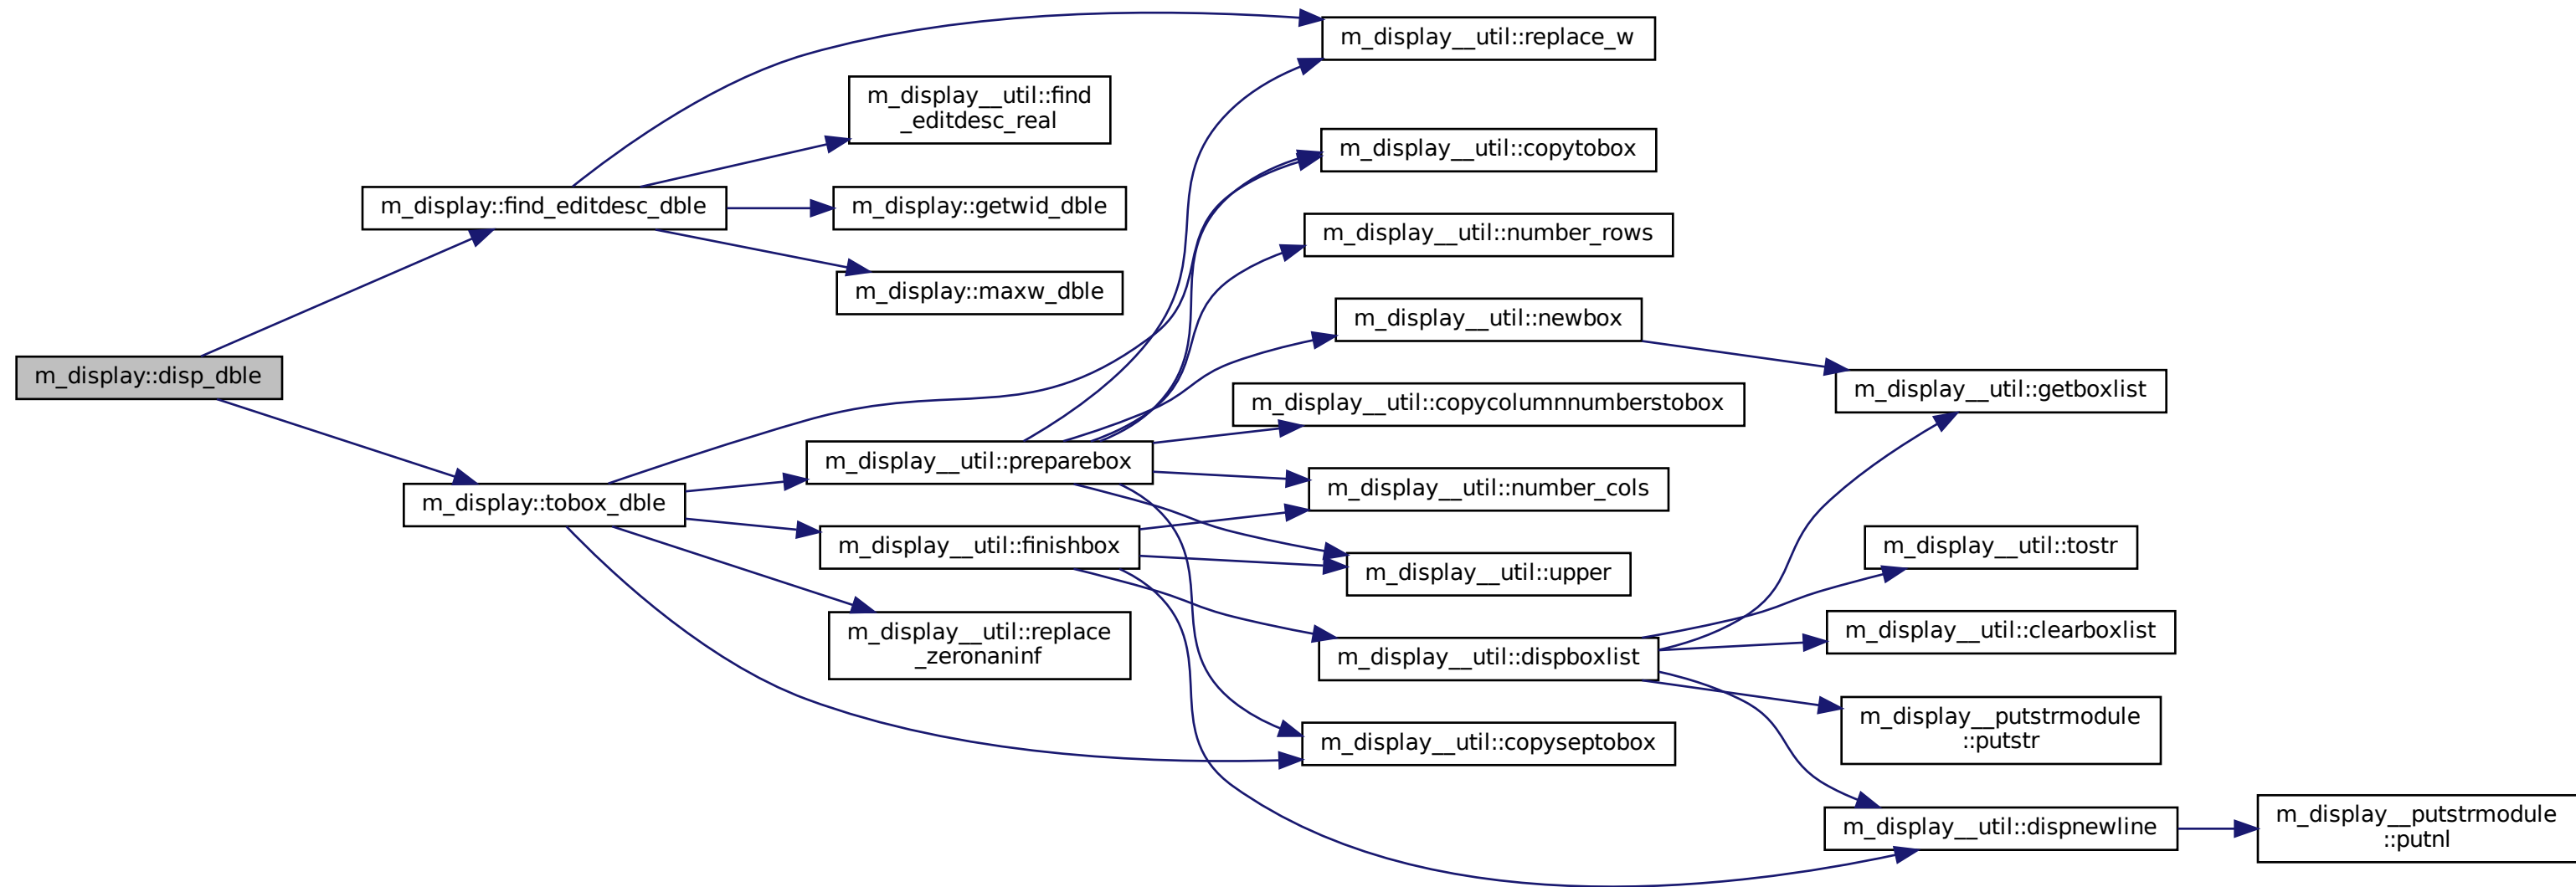 m_display__util::replace_w
m_display__util::find
_editdesc_real
m_display__util::copytobox
m_display::find_editdesc_dble
m_display::getwid_dble
m_display__util::number_rows
m_display::maxw_dble
m_display__util::newbox
m_display::disp_dble
m_display__util::getboxlist
m_display__util::copycolumnnumberstobox
m_display__util::preparebox
m_display__util::number_cols
m_display::tobox_dble
m_display__util::finishbox
m_display__util::tostr
m_display__util::upper
m_display__util::replace
_zeronaninf
m_display__util::clearboxlist
m_display__util::dispboxlist
m_display__putstrmodule
::putstr
m_display__util::copyseptobox
m_display__util::dispnewline
m_display__putstrmodule
::putnl